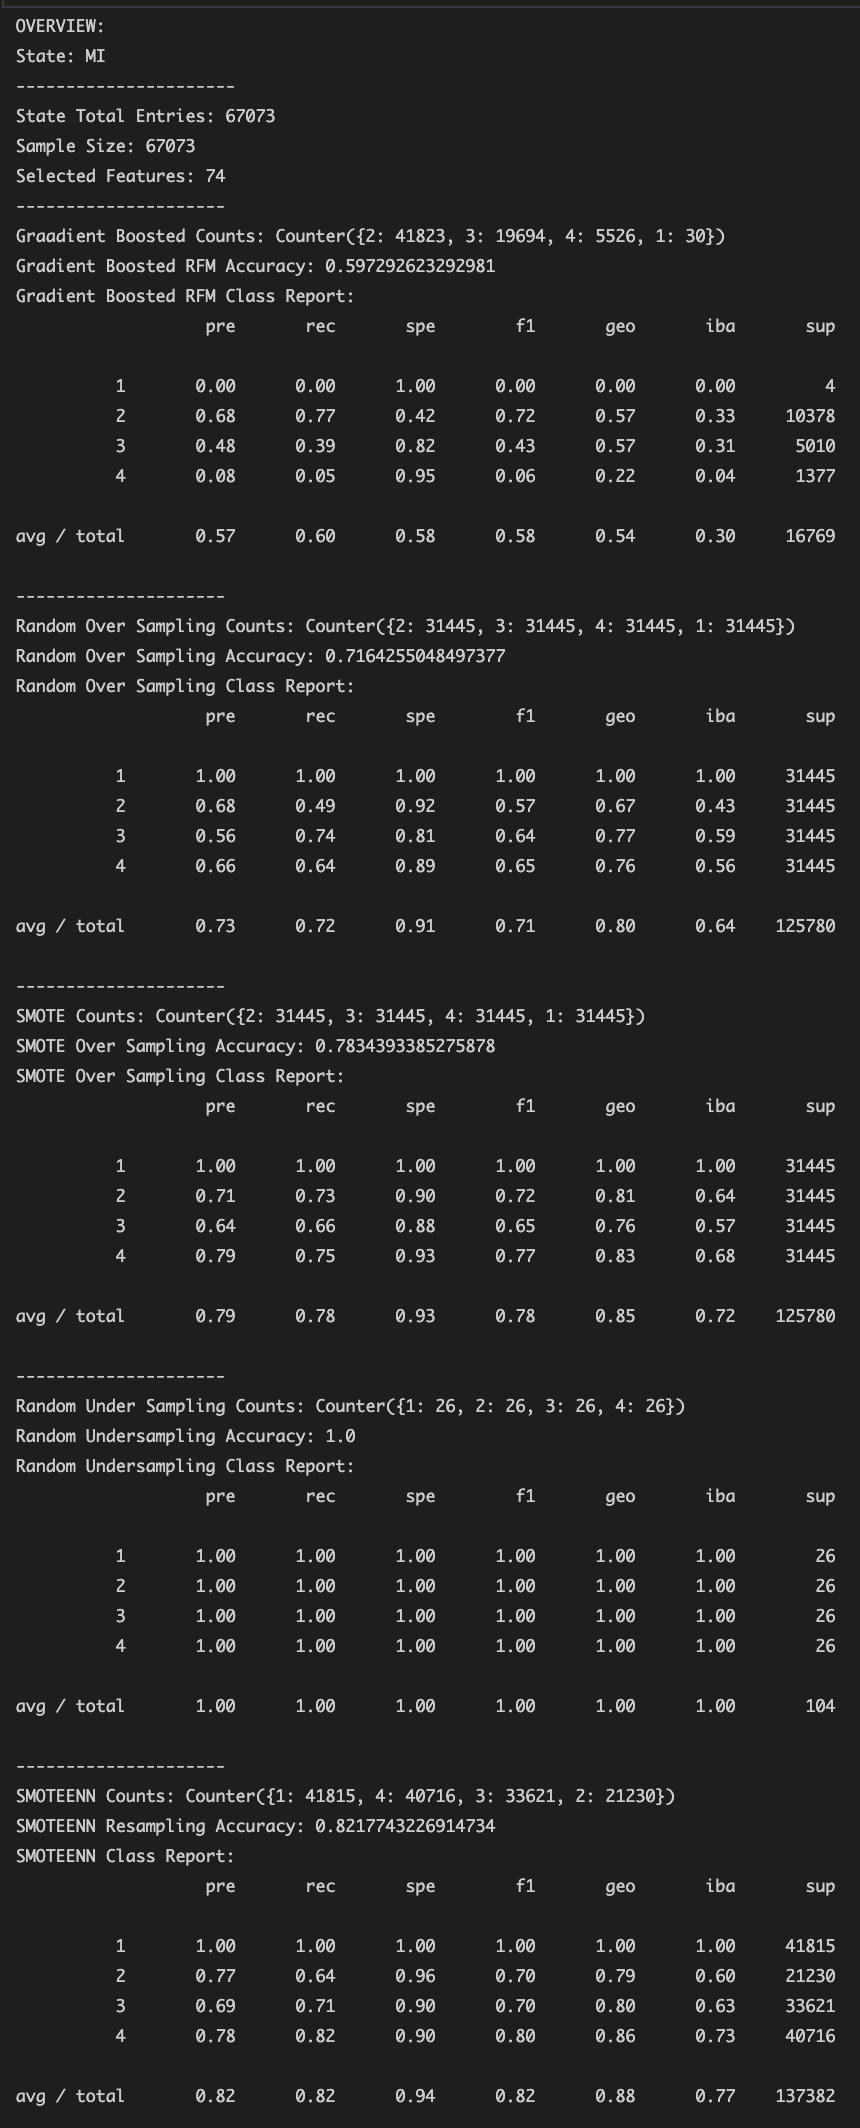 OVERVIEW:
State: MI
----------------------
State Total Entries: 67073
Sample Size: 67073
Selected Features: 74
---------------------
Graadient Boosted Counts: Counter({2: 41823, 3: 19694, 4: 5526, 1: 30})
Gradient Boosted RFM Accuracy: 0.597292623292981
Gradient Boosted RFM Class Report:
pre rec spe f1 geo iba sup
1 0.00 0.00 1.00 0.00 0.00 0.00 4
2 0.68 0.77 0.42 0.72 0.57 0.33 10378
3 0.48 0.39 0.82 0.43 0.57 0.31 5010
4 0.08 0.05 0.95 0.06 0.22 0.04 1377
avg / total 0.57 0.60 0.58 0.58 0.54 0.30 16769
---------------------
Random Over Sampling Counts: Counter({2: 31445, 3: 31445, 4: 31445, 1: 31445})
Random Over Sampling Accuracy: 0.7164255048497377
Random Over Sampling Class Report:
pre rec spe f1 geo iba sup
1 1.00 1.00 1.00 1.00 1.00 1.00 31445
2 0.68 0.49 0.92 0.57 0.67 0.43 31445
3 0.56 0.74 0.81 0.64 0.77 0.59 31445
4 0.66 0.64 0.89 0.65 0.76 0.56 31445
avg / total 0.73 0.72 0.91 0.71 0.80 0.64 125780
---------------------
SMOTE Counts: Counter({2: 31445, 3: 31445, 4: 31445, 1: 31445})
SMOTE Over Sampling Accuracy: 0.7834393385275878
SMOTE Over Sampling Class Report:
pre rec spe f1 geo iba sup
1 1.00 1.00 1.00 1.00 1.00 1.00 31445
2 0.71 0.73 0.90 0.72 0.81 0.64 31445
3 0.64 0.66 0.88 0.65 0.76 0.57 31445
4 0.79 0.75 0.93 0.77 0.83 0.68 31445
avg / total 0.79 0.78 0.93 0.78 0.85 0.72 125780
---------------------
Random Under Sampling Counts: Counter({1: 26, 2: 26, 3: 26, 4: 26})
Random Undersampling Accuracy: 1.0
Random Undersampling Class Report:
pre rec spe f1 geo iba sup
1 1.00 1.00 1.00 1.00 1.00 1.00 26
2 1.00 1.00 1.00 1.00 1.00 1.00 26
3 1.00 1.00 1.00 1.00 1.00 1.00 26
4 1.00 1.00 1.00 1.00 1.00 1.00 26
avg / total 1.00 1.00 1.00 1.00 1.00 1.00 104
---------------------
SMOTEENN Counts: Counter({1: 41815, 4: 40716, 3: 33621, 2: 21230})
SMOTEENN Resampling Accuracy: 0.8217743226914734
SMOTEENN Class Report:
pre rec spe f1 geo iba sup
1 1.00 1.00 1.00 1.00 1.00 1.00 41815
2 0.77 0.64 0.96 0.70 0.79 0.60 21230
3 0.69 0.71 0.90 0.70 0.80 0.63 33621
4 0.78 0.82 0.90 0.80 0.86 0.73 40716
avg / total 0.82 0.82 0.94 0.82 0.88 0.77 137382